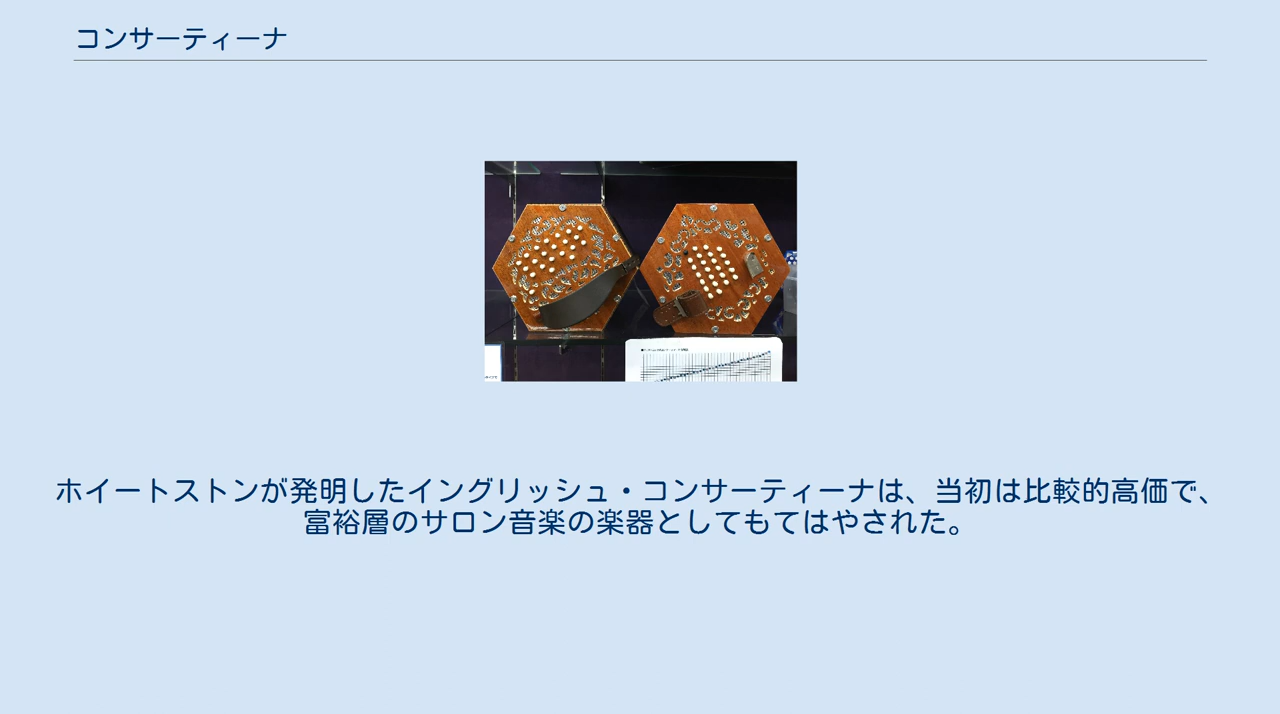 コンサーティーナ
ホイートストンが発明したイングリッシュ・コンサーティーナは、当初は比較的高価で、
富裕層のサロン音楽の楽器としてもてはやされた。